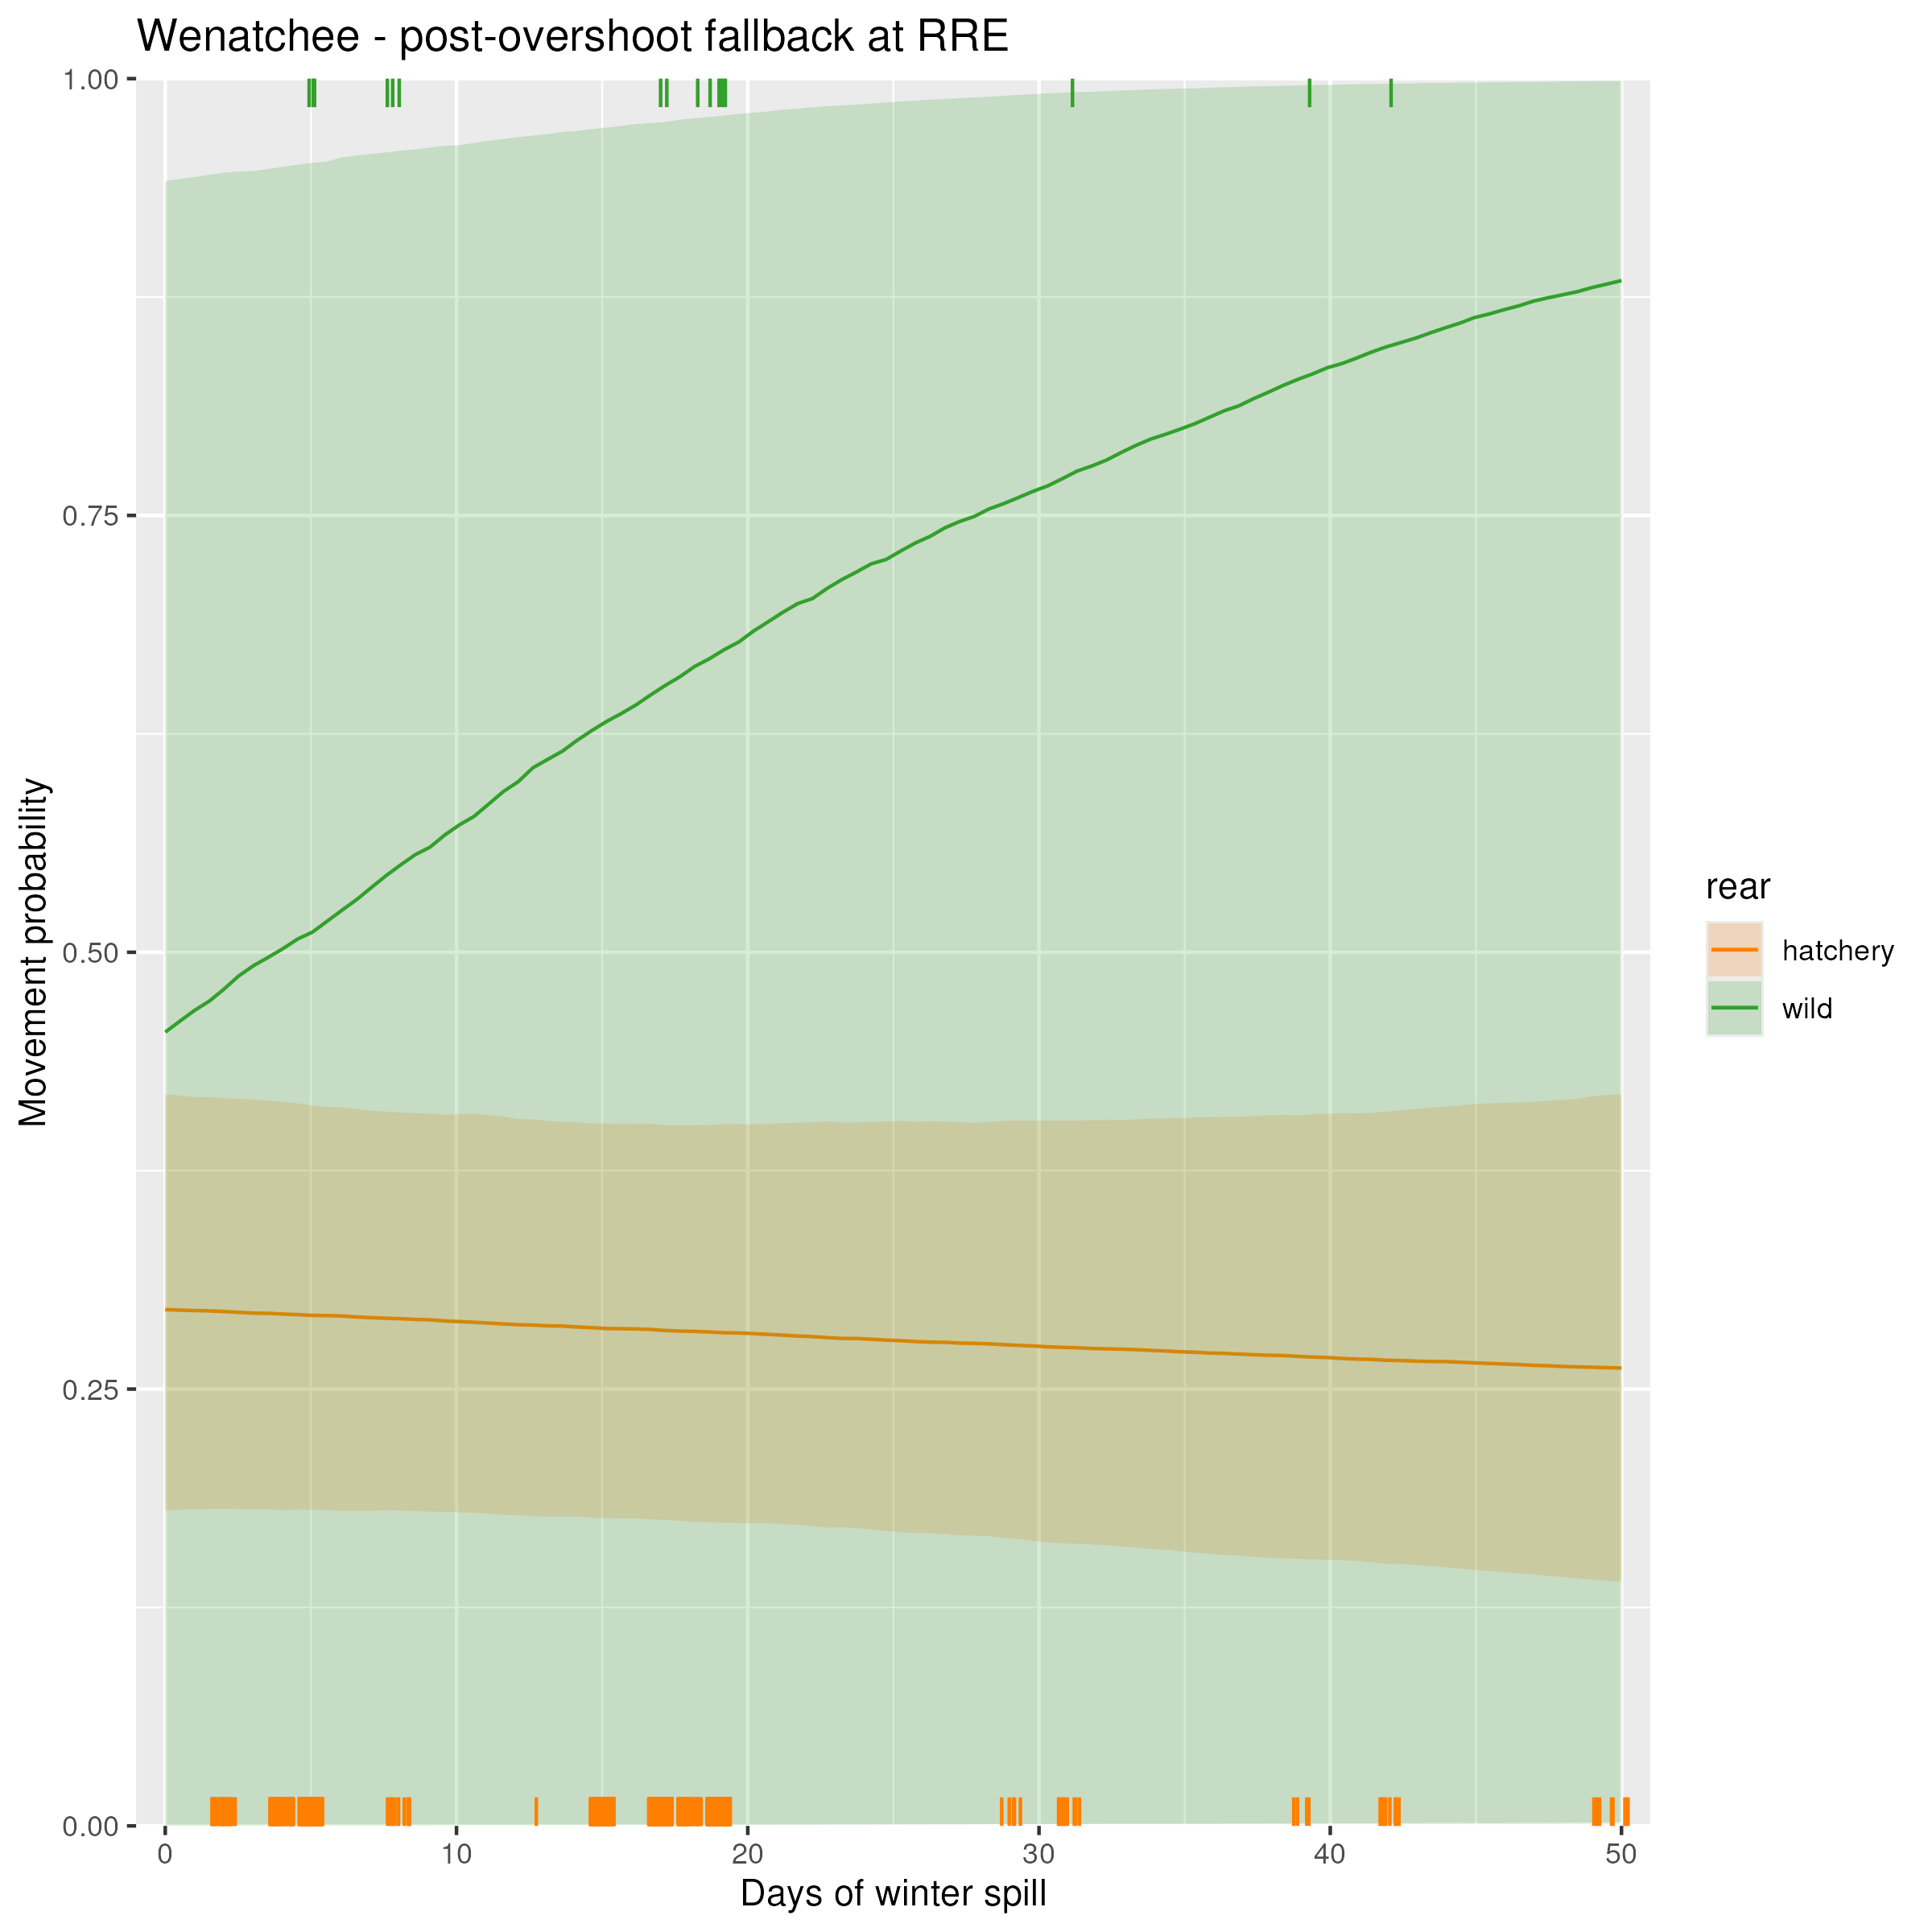 Wenatchee - post-overshoot fallback at RRE
1.00
0.75
0.50
0.25
0.00
Movement probability
0 10 20 30 40 50
Days of winter spill
rear
hatchery
wild